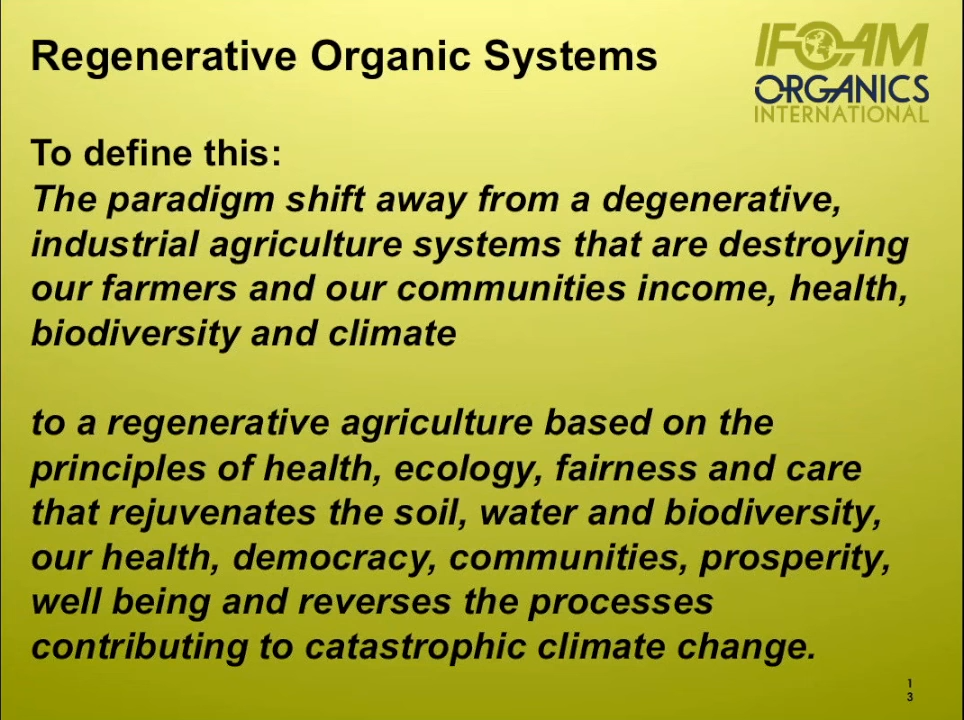 Regenerative Organic Systems
IFOAM
ORGANICS
INTERNATIONAL
To define this:
The paradigm shift away from a degenerative,
industrial agriculture systems that are destroying
our farmers and our communities income, health,
biodiversity and climate
to a regenerative agriculture based on the
principles of health, ecology, fairness and care
that rejuvenates the soil, water and biodiversity,
our health, democracy, communities, prosperity,
well being and reverses the processes
contributing to catastrophic climate change.
1
3